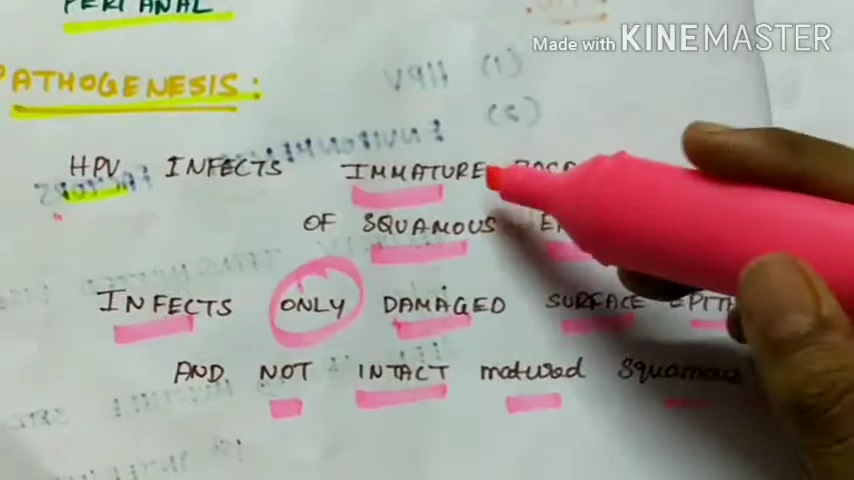 Made with KINEMASTER
PERI ANAL
PATHOGENESIS:
HPV INFECTS IMMATURE
OF SQUAMOUS
INFECTS ONLY DAMAGED SURFACE EPITH
AND NOT INTACT matured Squamous